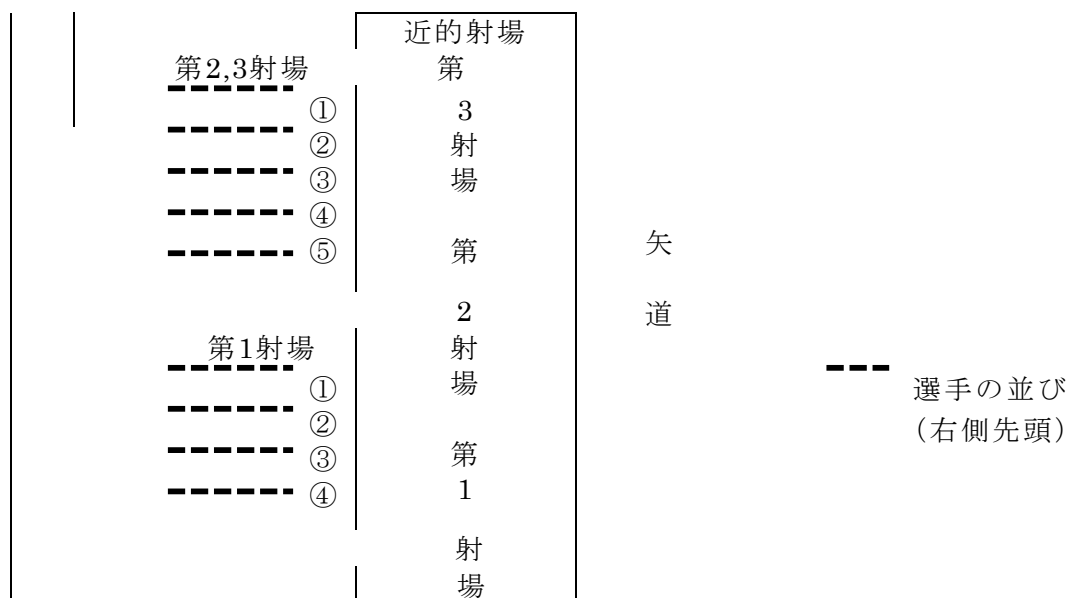 近的射場
第3射場
第2射場
第1射場
第2,3射場
①
②
③
④
⑤
第1射場
①
②
③
④
矢道
選手の並び
（右側先頭）